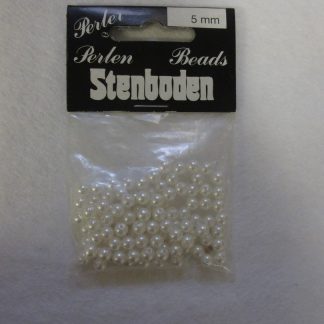 Perler
5 mm
Perlen Beads
Stenboden